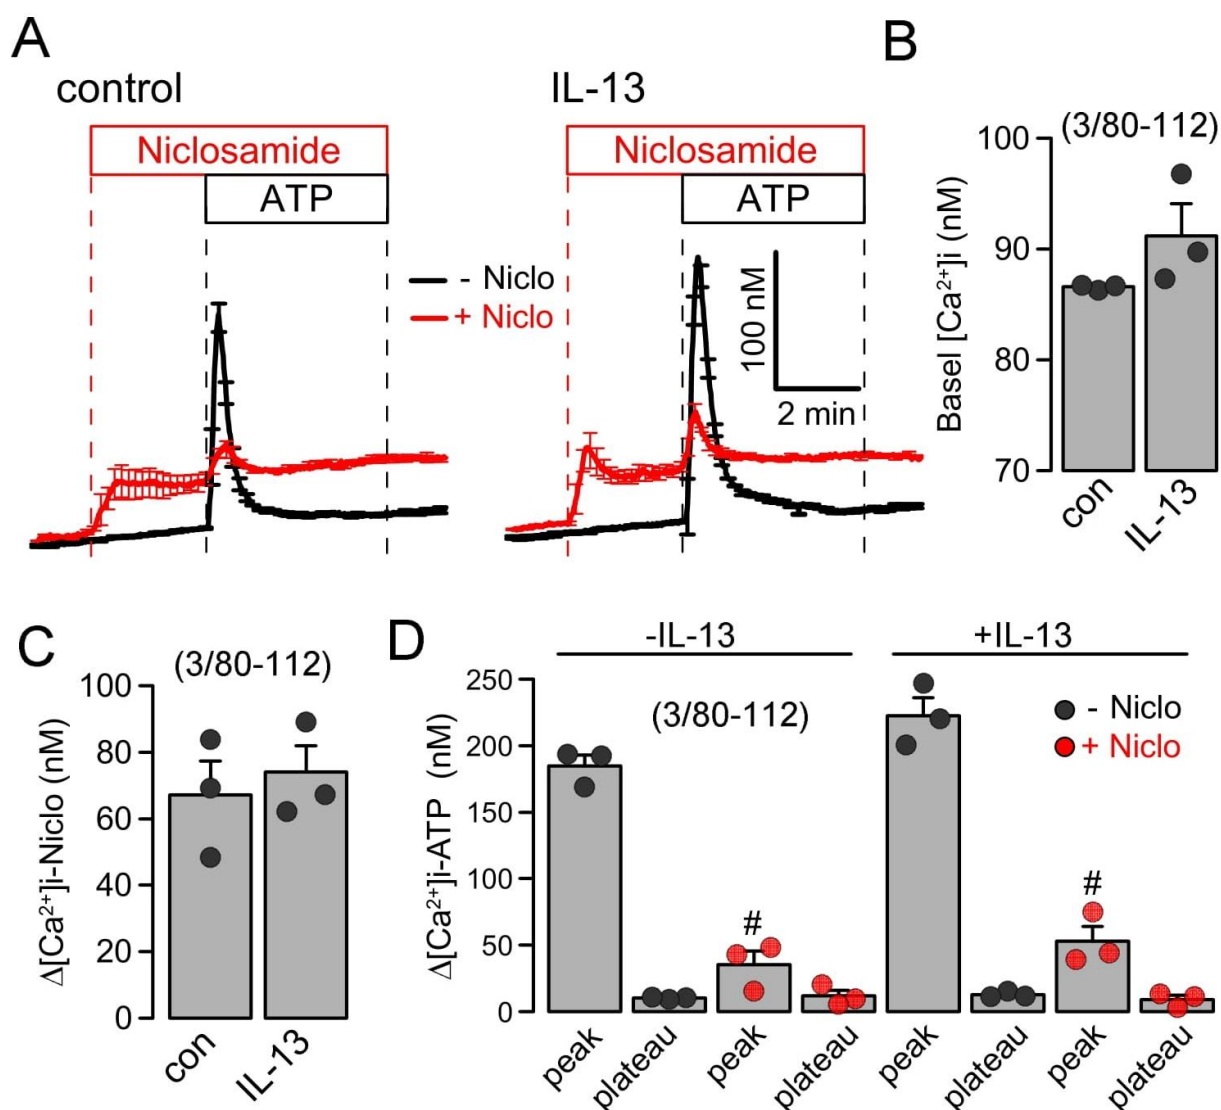 A
control
Niclosamide
ATP
IL-13
Niclosamide
ATP
- Niclo
+ Niclo
100 nM
2 min
B
(3/80-112)
Basel [Ca²⁺]i (nM)
100
90
80
70
con
IL-13
C
(3/80-112)
Δ[Ca²⁺]i-Niclo (nM)
100
80
60
40
20
0
con
IL-13
D
-IL-13
+IL-13
(3/80-112)
- Niclo
+ Niclo
Δ[Ca²⁺]i-ATP (nM)
250
200
150
100
50
0
#
#
peak
plateau
peak
plateau
peak
plateau
peak
plateau